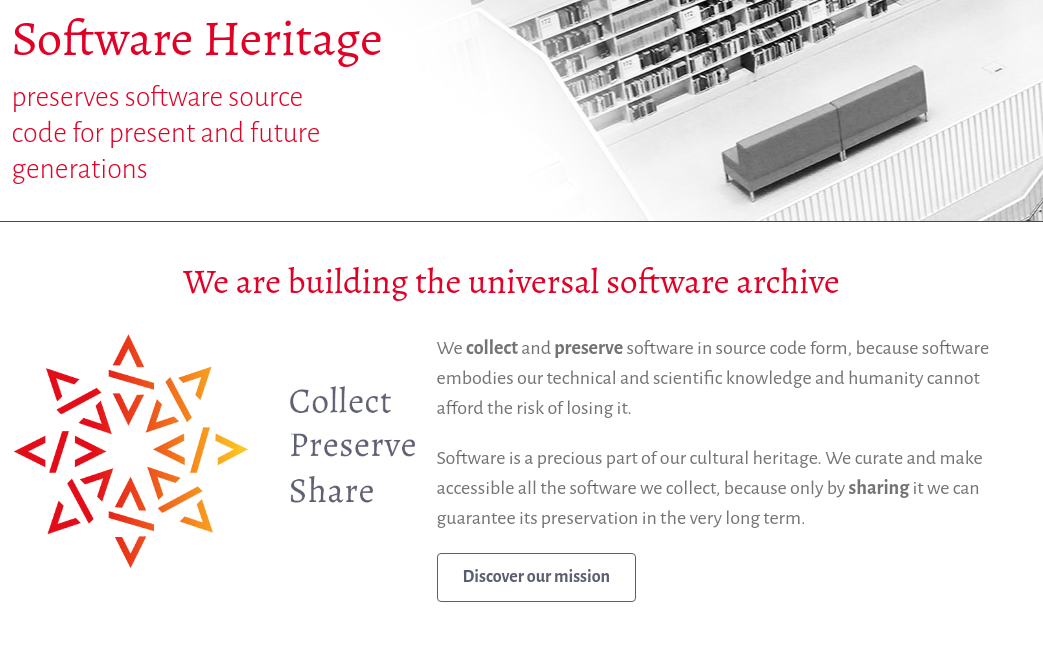 Software Heritage
preserves software source
code for present and future
generations
We are building the universal software archive
Collect
Preserve
Share
We collect and preserve software in source code form, because software
embodies our technical and scientific knowledge and humanity cannot
afford the risk of losing it.
Software is a precious part of our cultural heritage. We curate and make
accessible all the software we collect, because only by sharing it we can
guarantee its preservation in the very long term.
Discover our mission